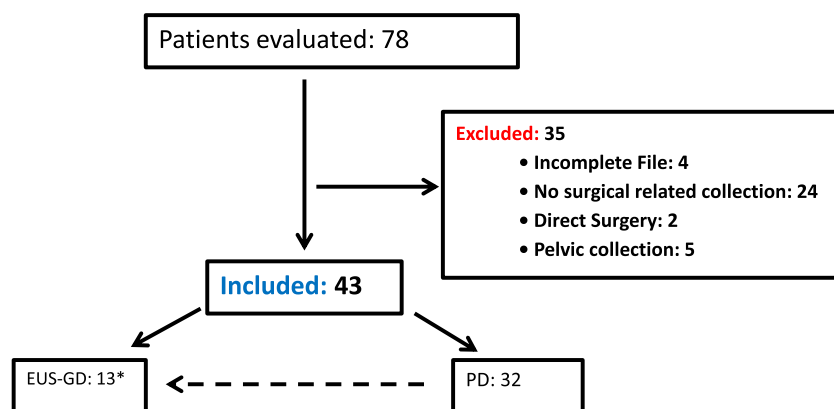 Patients evaluated: 78
Excluded: 35
• Incomplete File: 4
• No surgical related collection: 24
• Direct Surgery: 2
• Pelvic collection: 5
Included: 43
EUS-GD: 13*
PD: 32